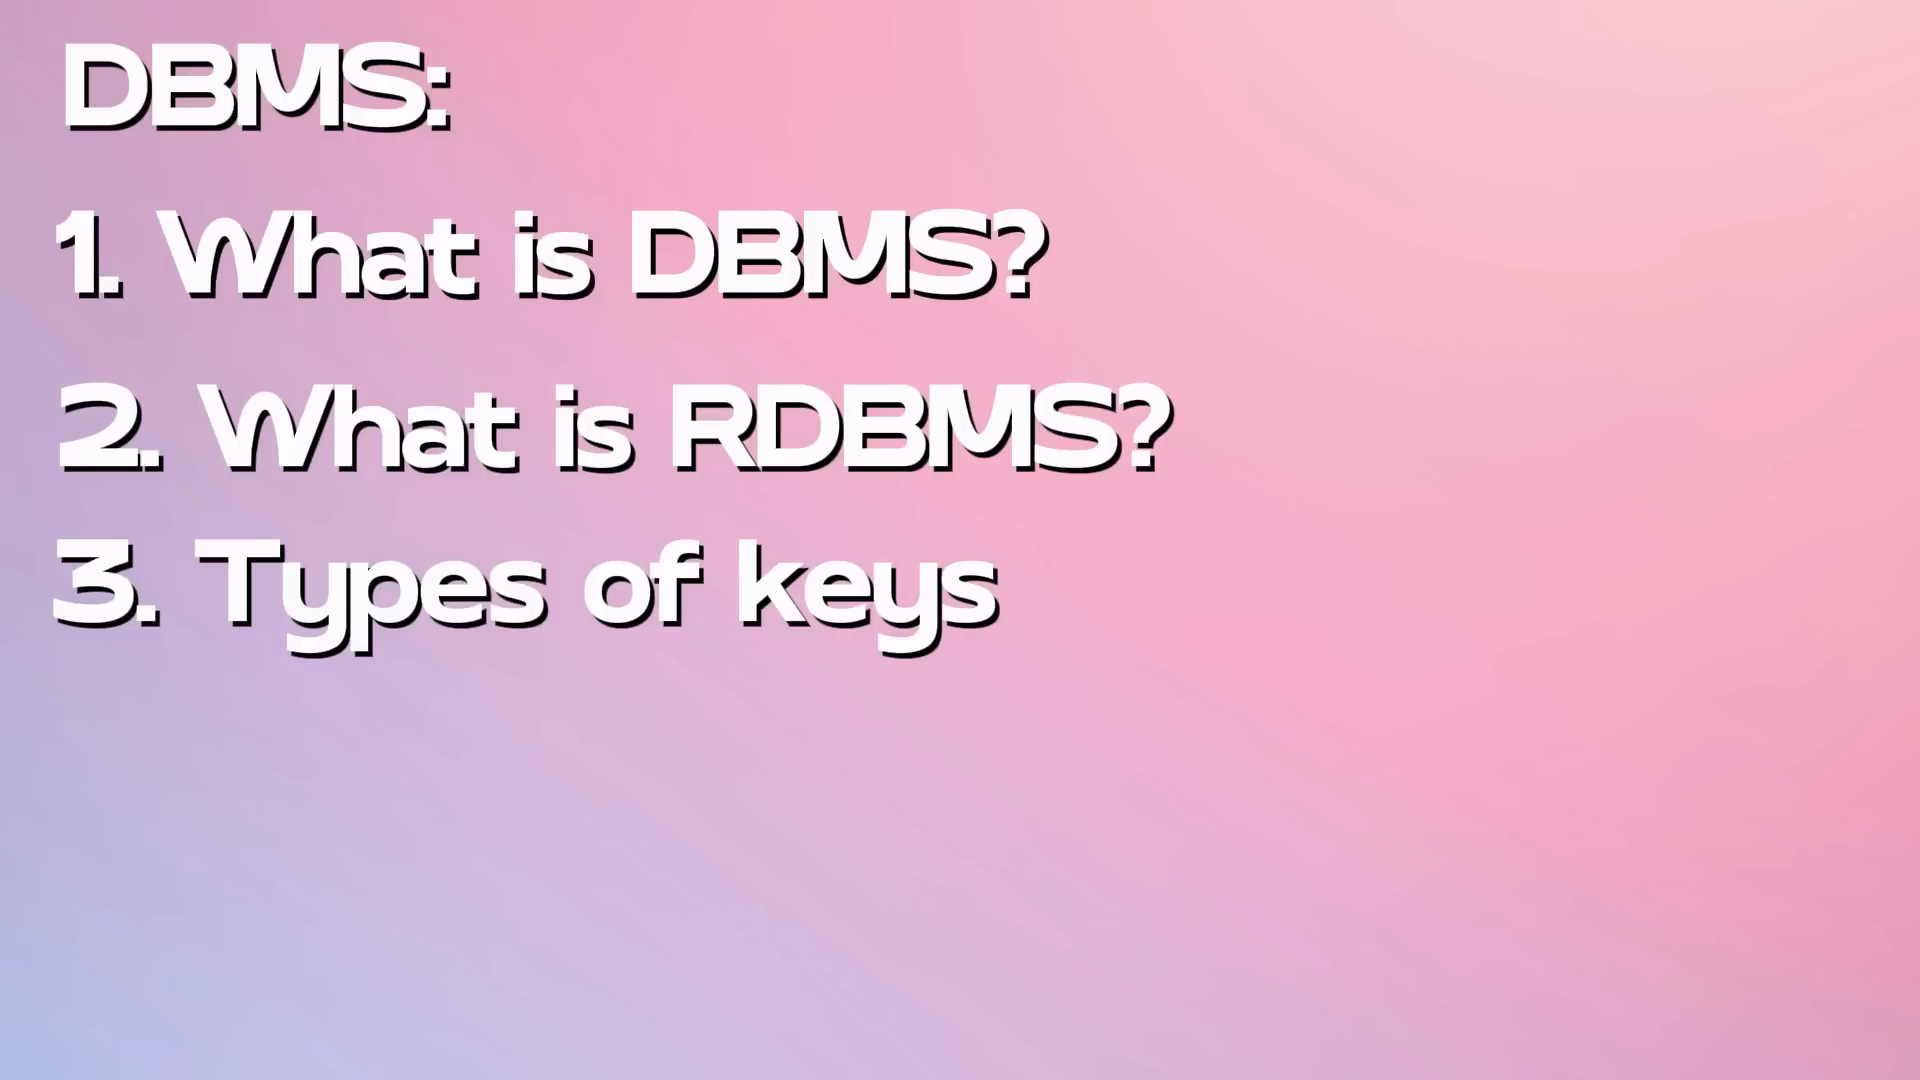 DBMS:
1. What is DBMS?
2. What is RDBMS?
3. Types of keys